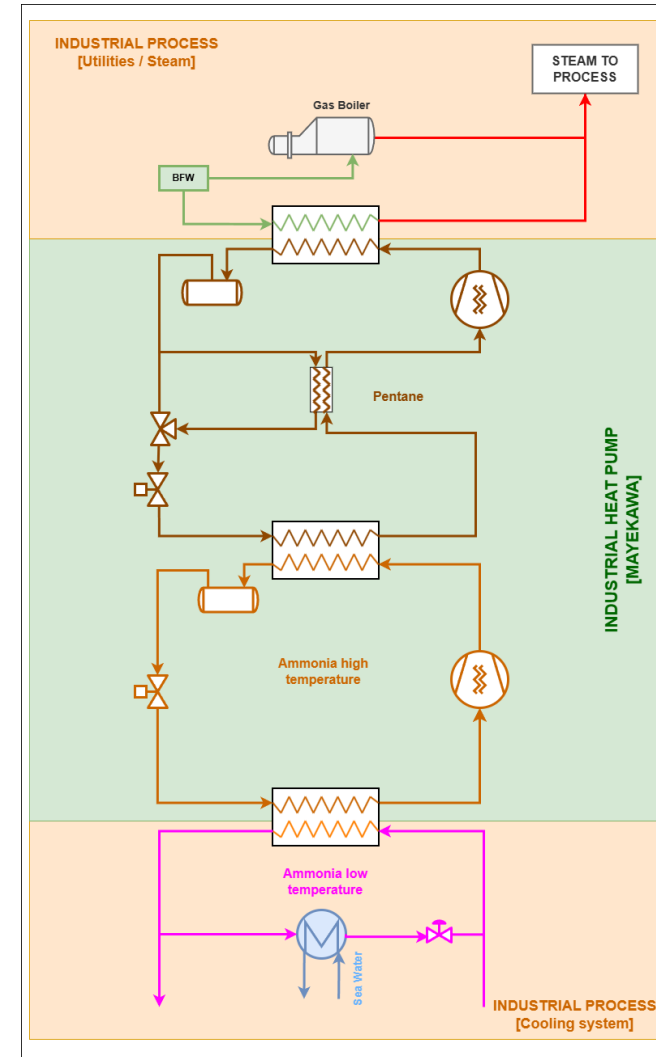 INDUSTRIAL PROCESS
[Utilities / Steam]
STEAM TO
PROCESS
Gas Boiler
BFW
Pentane
INDUSTRIAL HEAT PUMP
[MAYEKAWA]
Ammonia high
temperature
Ammonia low
temperature
Sea Water
INDUSTRIAL PROCESS
[Cooling system]